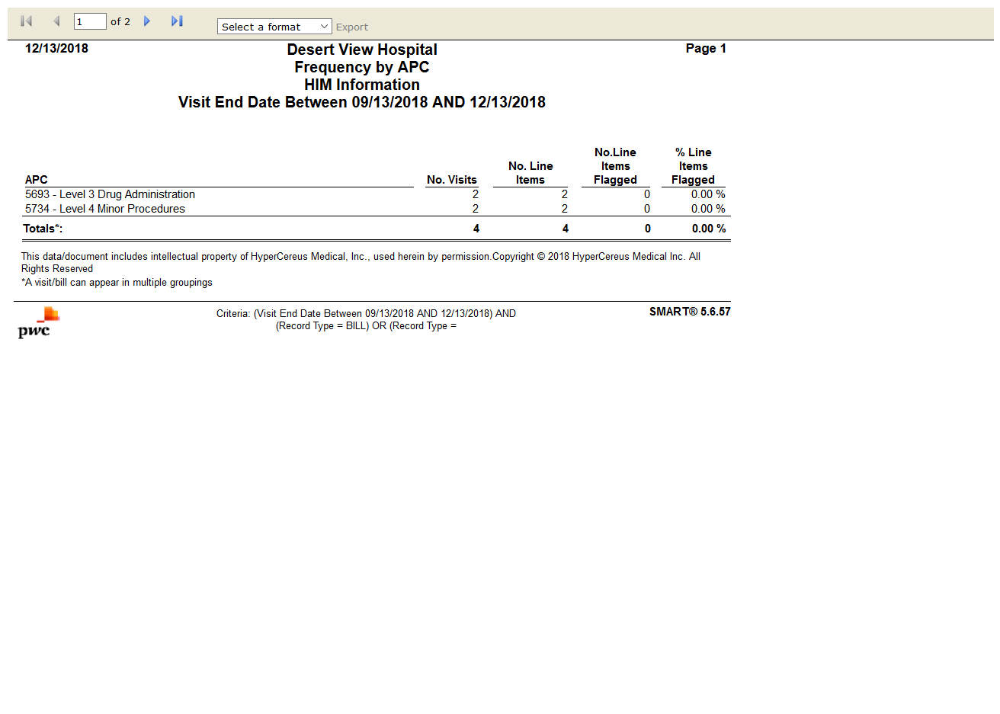 1 of 2 Select a format Export
12/13/2018 Desert View Hospital Page 1
Frequency by APC
HIM Information
Visit End Date Between 09/13/2018 AND 12/13/2018
No.Line % Line
No. Line Items Items
APC No. Visits Items Flagged Flagged
5693 - Level 3 Drug Administration 2 2 0 0.00 %
5734 - Level 4 Minor Procedures 2 2 0 0.00 %
Totals*: 4 4 0 0.00 %
This data/document includes intellectual property of HyperCereus Medical, Inc., used herein by permission.Copyright © 2018 HyperCereus Medical Inc. All
Rights Reserved
*A visit/bill can appear in multiple groupings
pwc
Criteria: (Visit End Date Between 09/13/2018 AND 12/13/2018) AND
(Record Type = BILL) OR (Record Type =
SMART® 5.6.57